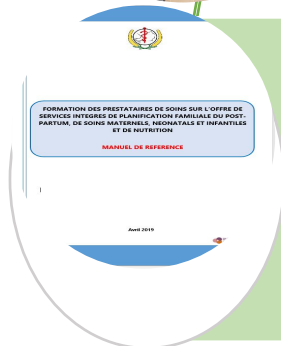 FORMATION DES PRESTATAIRES DE SOINS SUR L'OFFRE DE
SERVICES INTEGRES DE PLANIFICATION FAMILIALE DU POST-
PARTUM, DE SOINS MATERNELS, NEONATALS ET INFANTILES
ET DE NUTRITION
MANUEL DE REFERENCE
Avril 2019